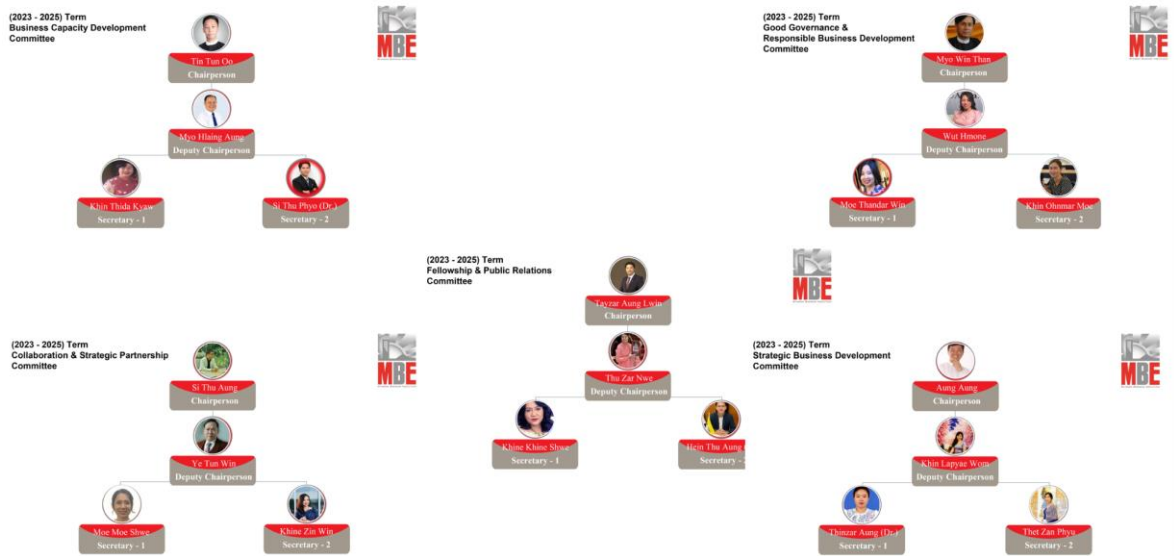 (2023 - 2025) Term
Business Capacity Development
Committee
MBE
Tin Tun Oo
Chairperson
Myo Hlaing Aung
Deputy Chairperson
Khin Thida Kyaw
Secretary - 1
Si Thu Phyo (Dr.)
Secretary - 2
(2023 - 2025) Term
Good Governance &
Responsible Business Development
Committee
MBE
Myo Win Than
Chairperson
Wut Hmone
Deputy Chairperson
Moe Thandar Win
Secretary - 1
Khin Ohnmar Moe
Secretary - 2
(2023 - 2025) Term
Fellowship & Public Relations
Committee
MBE
Tayzar Aung Lwin
Chairperson
Thu Zar Nwe
Deputy Chairperson
Khine Khine Shwe
Secretary - 1
Hein Thu Aung
Secretary -
(2023 - 2025) Term
Collaboration & Strategic Partnership
Committee
MBE
Si Thu Aung
Chairperson
Ye Tun Win
Deputy Chairperson
Moe Moe Shwe
Secretary - 1
Khine Zin Win
Secretary - 2
(2023 - 2025) Term
Strategic Business Development
Committee
MBE
Aung Aung
Chairperson
Khin Lapyae Wom
Deputy Chairperson
Thinzar Aung (Dr.)
Secretary - 1
Thet Zan Phyu
Secretary - 2